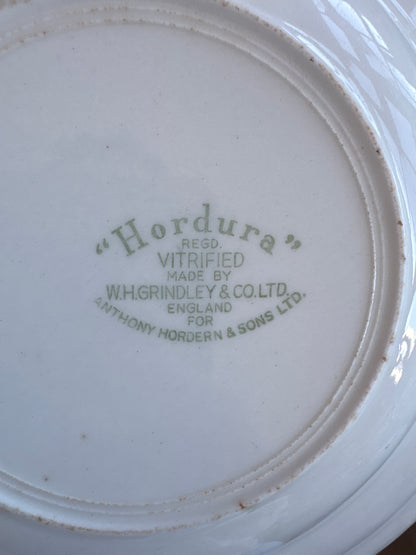 "Hordura"
REGD.
VITRIFIED
MADE BY
W.H.GRINDLEY & CO. LTD.
ENGLAND
FOR
ANTHONY HORDERN & SONS LTD.